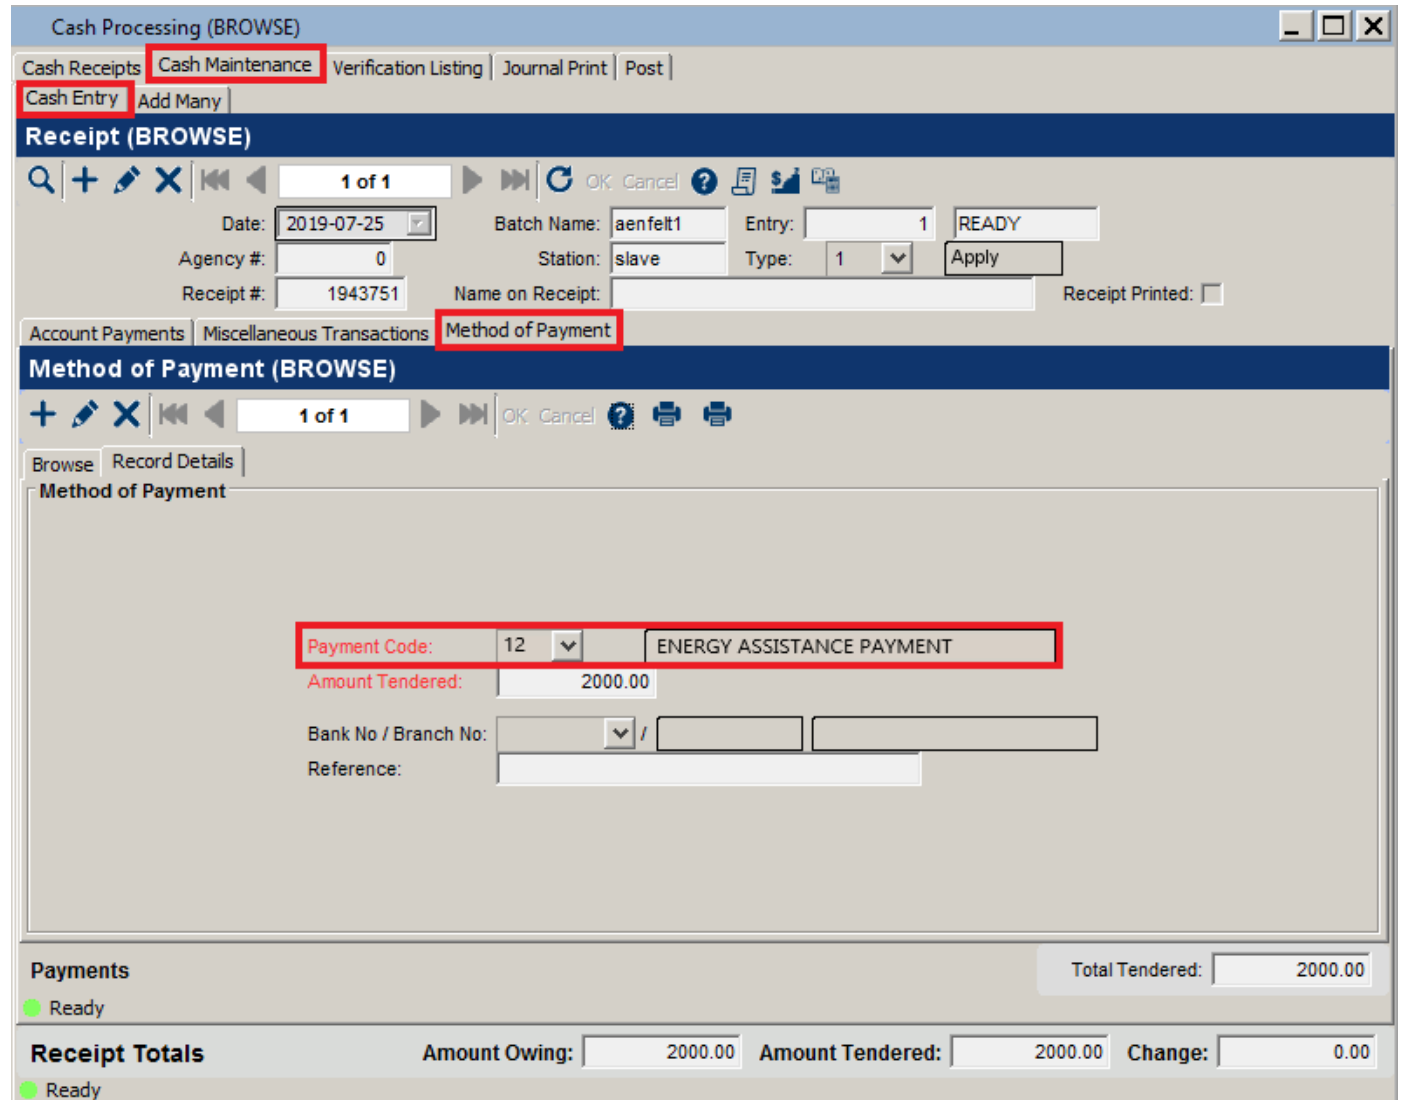 Cash Processing (BROWSE)
Cash Receipts Cash Maintenance Verification Listing Journal Print Post
Cash Entry Add Many
Receipt (BROWSE)
1 of 1 OK Cancel ?
Date: 2019-07-25 Batch Name: aenfelt1 Entry: 1 READY
Agency #: 0 Station: slave Type: 1 Apply
Receipt #: 1943751 Name on Receipt: Receipt Printed:
Account Payments Miscellaneous Transactions Method of Payment
Method of Payment (BROWSE)
1 of 1 OK Cancel ?
Browse Record Details
Method of Payment
Payment Code: 12 ENERGY ASSISTANCE PAYMENT
Amount Tendered: 2000.00
Bank No / Branch No: /
Reference:
Payments Total Tendered: 2000.00
Ready
Receipt Totals Amount Owing: 2000.00 Amount Tendered: 2000.00 Change: 0.00
Ready